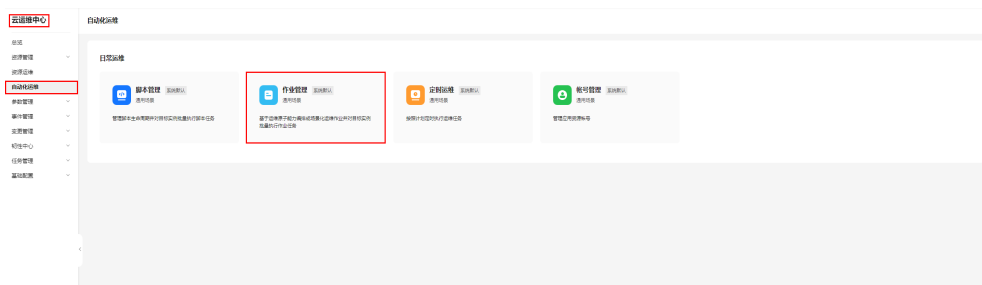 云运维中心
自动化运维
总览
资源管理
资源运维
自动化运维
参数管理
事件管理
变更管理
韧性中心
任务管理
基础配置
日常运维
脚本管理 系统默认
通用场景
管理脚本生命周期并对目标实例批量执行脚本任务
作业管理 系统默认
通用场景
基于运维原子能力编排成场景化运维作业并对目标实例
批量执行作业任务
定时运维 系统默认
通用场景
按照计划定时执行运维任务
帐号管理 系统默认
通用场景
管理应用资源帐号